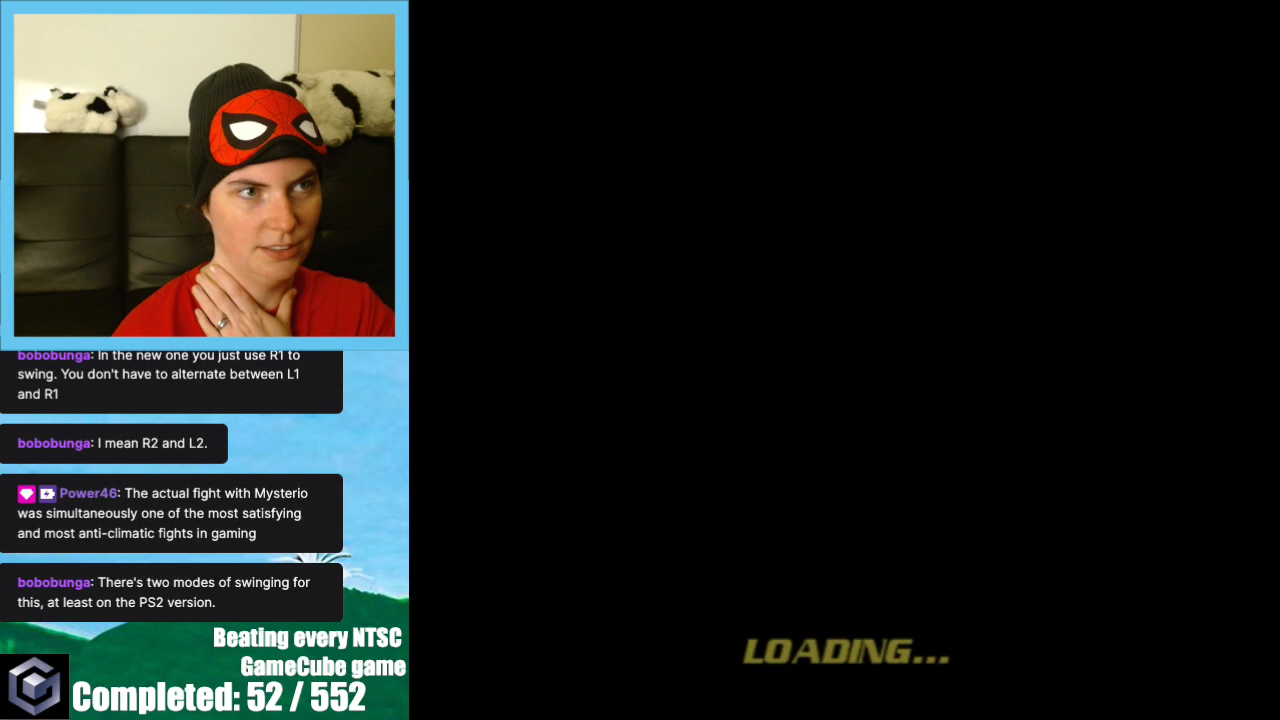 bobobunga: In the new one you just use R1 to
swing. You don't have to alternate between L1
and R1
bobobunga: I mean R2 and L2.
Power46: The actual fight with Mysterio
was simultaneously one of the most satisfying
and most anti-climatic fights in gaming
bobobunga: There's two modes of swinging for
this, at least on the PS2 version.
Beating every NTSC
GameCube game
Completed: 52 / 552
LOADING...